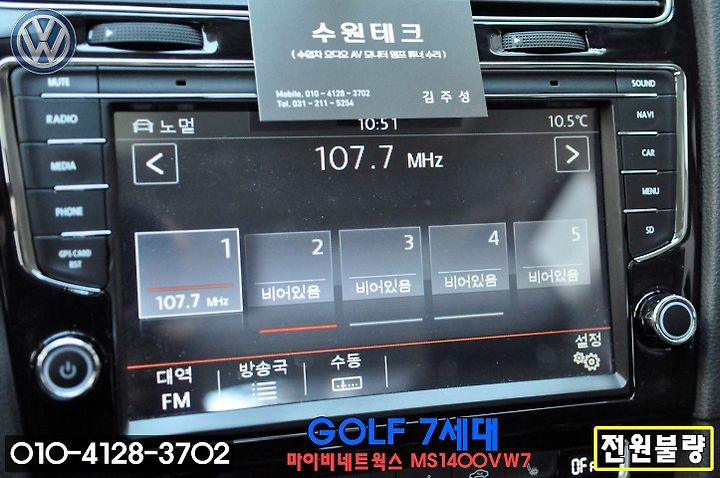 수원테크
( 수입차 오디오 AV 모니터 앰프 튜너 수리 )
Mobile. 010 - 4128 - 3702
Tel. 031 - 211 - 5254
김 주 성
MUTE
RADIO
MEDIA
PHONE
GPS CARD
RST
SOUND
NAVI
CAR
MENU
SD
노멀
10:51
10.5°C
<
107.7 MHz
>
1
107.7 MHz
2
비어있음
3
비어있음
4
비어있음
5
비어있음
대역
FM
방송국
수동
설정
OFF
010-4128-3702
GOLF 7세대
마이비네트웍스 MS1400VW7
전원불량